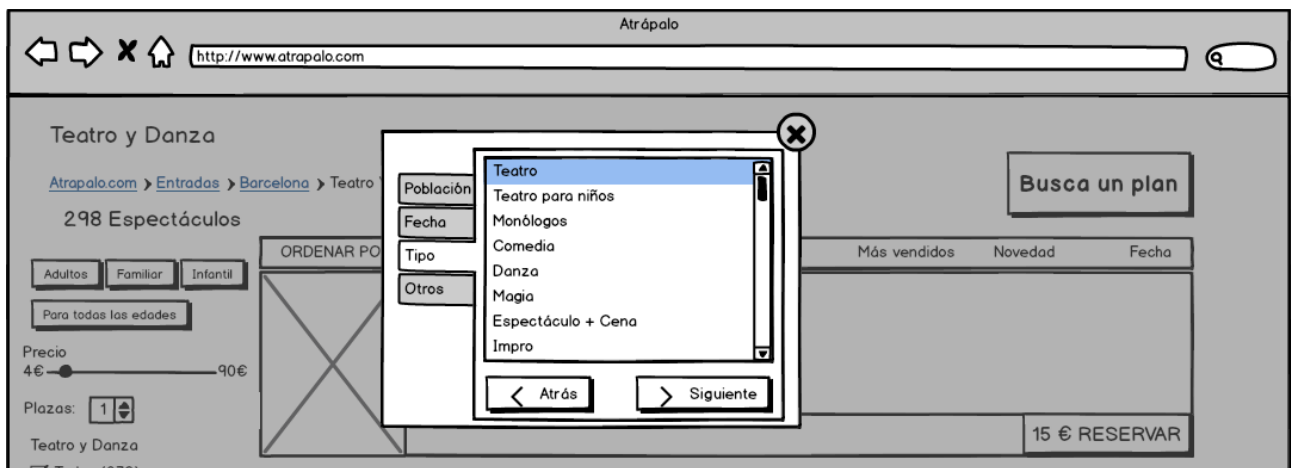 Atrápalo
http://www.atrapalo.com
Teatro y Danza
Atrapalo.com > Entradas > Barcelona > Teatro
298 Espectáculos
Busca un plan
ORDENAR PO
Más vendidos Novedad Fecha
Adultos Familiar Infantil
Para todas las edades
Precio
4€ 90€
Plazas: 1
Teatro y Danza
Población
Fecha
Tipo
Otros
Teatro
Teatro para niños
Monólogos
Comedia
Danza
Magia
Espectáculo + Cena
Impro
< Atrás
> Siguiente
15 € RESERVAR